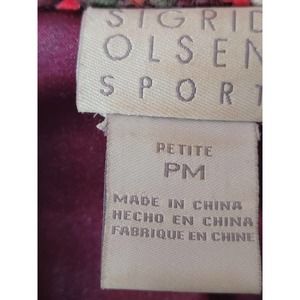 SIGRID
OLSEN
SPORT
PETITE
PM
MADE IN CHINA
HECHO EN CHINA
FABRIQUE EN CHINE